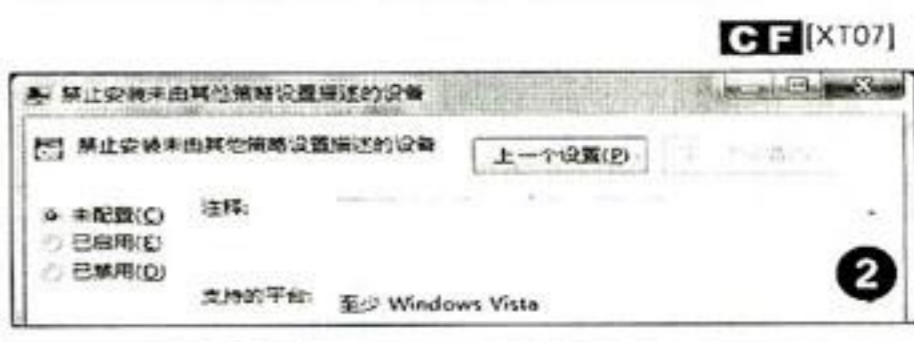 CF [XT07]
禁止安装未由其他策略设置描述的设备
禁止安装未由其他策略设置描述的设备
上一个设置(P)
未配置(C)
注释:
已启用(E)
已禁用(D)
支持的平台:
至少 Windows Vista
2